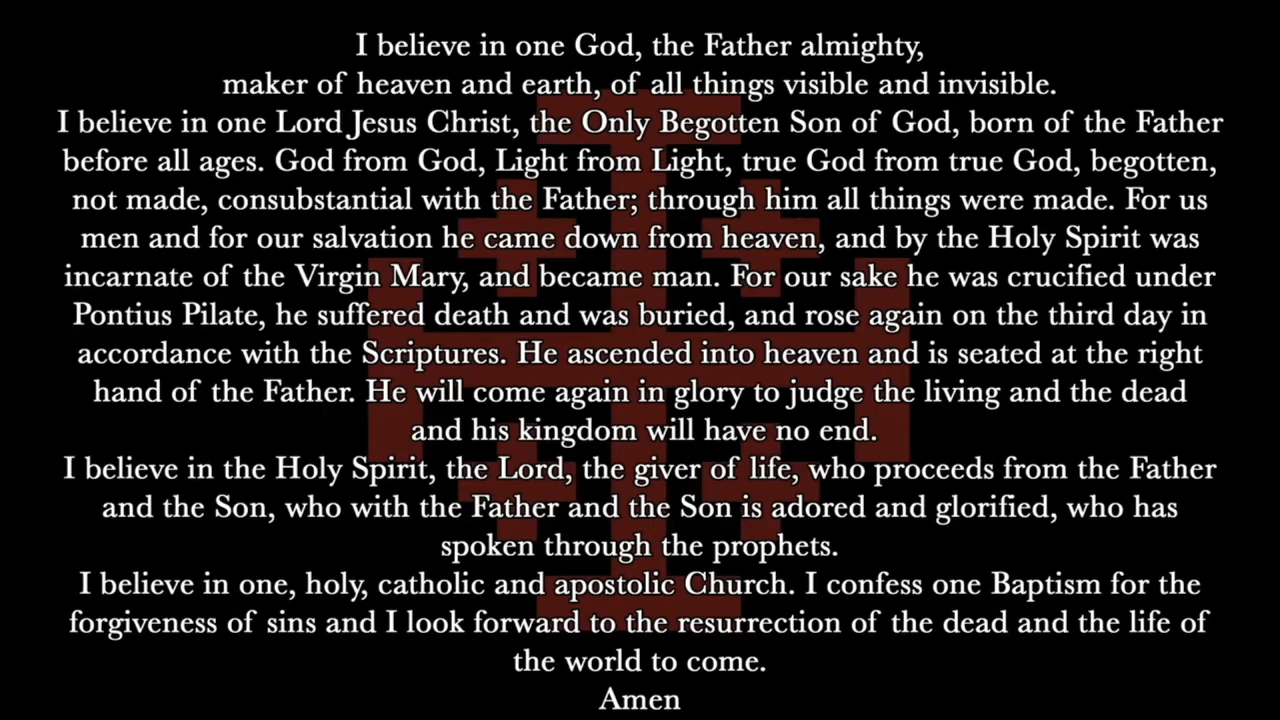 I believe in one God, the Father almighty,
maker of heaven and earth, of all things visible and invisible.
I believe in one Lord Jesus Christ, the Only Begotten Son of God, born of the Father
before all ages. God from God, Light from Light, true God from true God, begotten,
not made, consubstantial with the Father; through him all things were made. For us
men and for our salvation he came down from heaven, and by the Holy Spirit was
incarnate of the Virgin Mary, and became man. For our sake he was crucified under
Pontius Pilate, he suffered death and was buried, and rose again on the third day in
accordance with the Scriptures. He ascended into heaven and is seated at the right
hand of the Father. He will come again in glory to judge the living and the dead
and his kingdom will have no end.
I believe in the Holy Spirit, the Lord, the giver of life, who proceeds from the Father
and the Son, who with the Father and the Son is adored and glorified, who has
spoken through the prophets.
I believe in one, holy, catholic and apostolic Church. I confess one Baptism for the
forgiveness of sins and I look forward to the resurrection of the dead and the life of
the world to come.
Amen